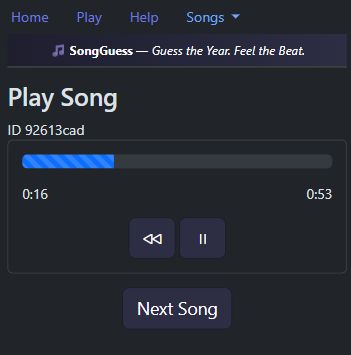 Home Play Help Songs
🎵 SongGuess — Guess the Year. Feel the Beat.
Play Song
ID 92613cad
0:16 0:53
Next Song